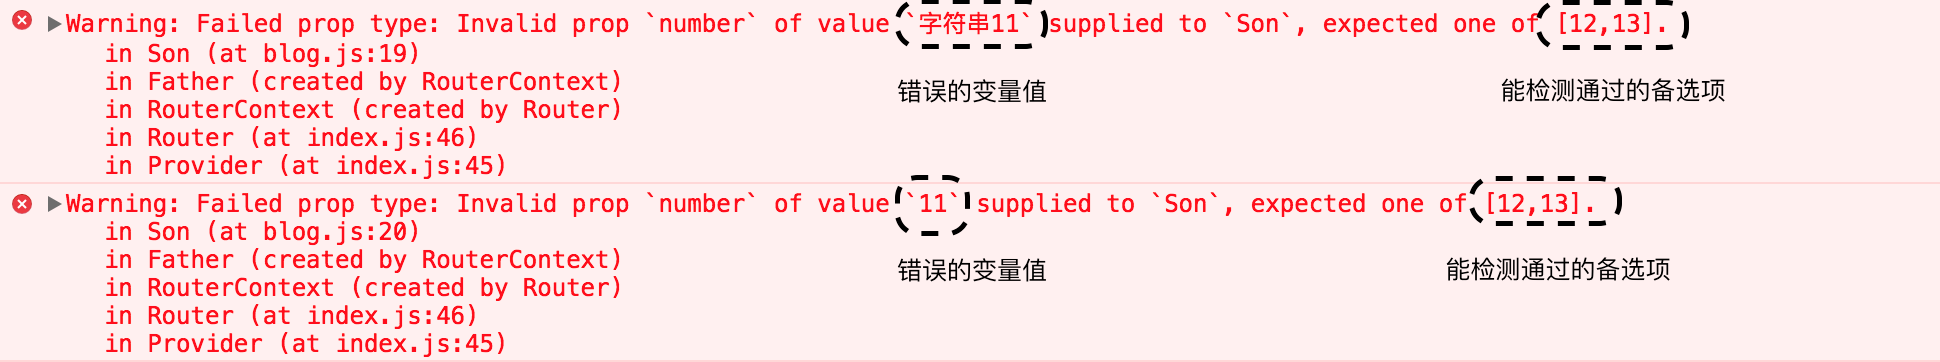 Warning: Failed prop type: Invalid prop `number` of value `字符串11` supplied to `Son`, expected one of [12,13].
in Son (at blog.js:19)
in Father (created by RouterContext)
错误的变量值
能检测通过的备选项
in RouterContext (created by Router)
in Router (at index.js:46)
in Provider (at index.js:45)
Warning: Failed prop type: Invalid prop `number` of value `11` supplied to `Son`, expected one of [12,13].
in Son (at blog.js:20)
in Father (created by RouterContext)
错误的变量值
能检测通过的备选项
in RouterContext (created by Router)
in Router (at index.js:46)
in Provider (at index.js:45)